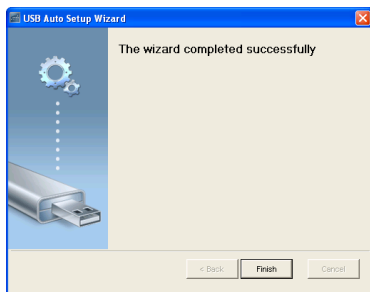 USB Auto Setup Wizard
The wizard completed successfully
< Back
Finish
Cancel